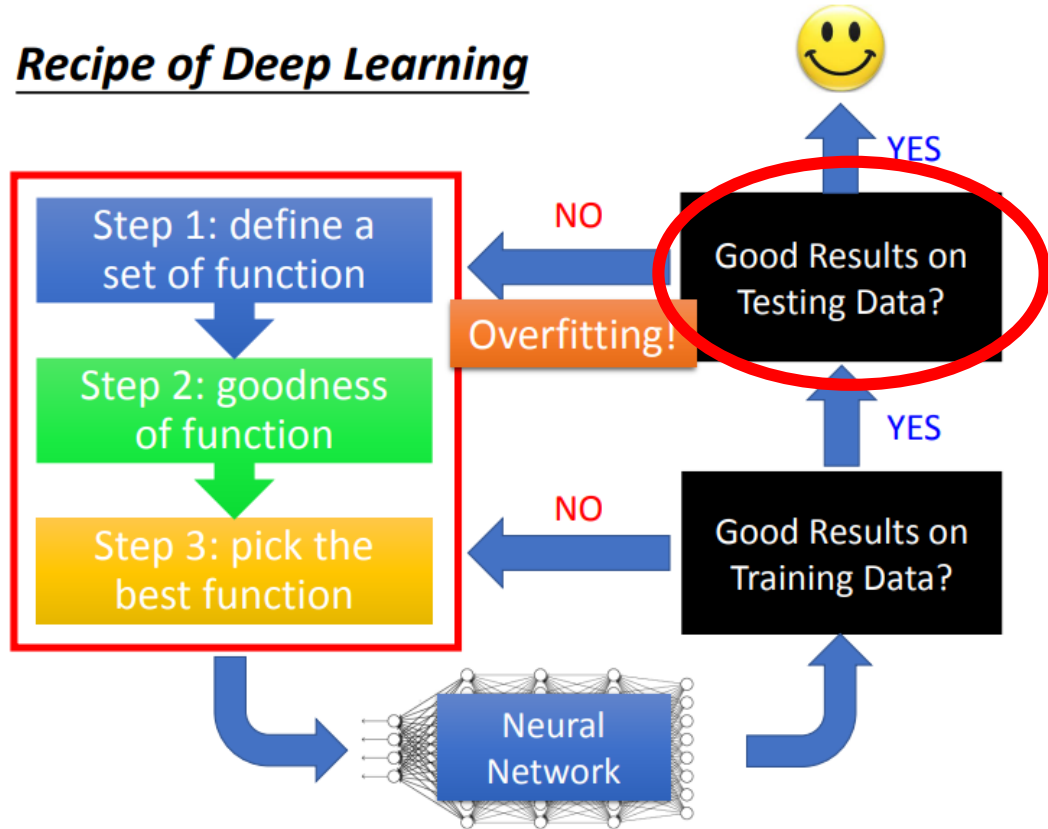 Recipe of Deep Learning
YES
Step 1: define a
set of function
NO
Good Results on
Testing Data?
Overfitting!
Step 2: goodness
of function
YES
Step 3: pick the
best function
NO
Good Results on
Training Data?
Neural
Network